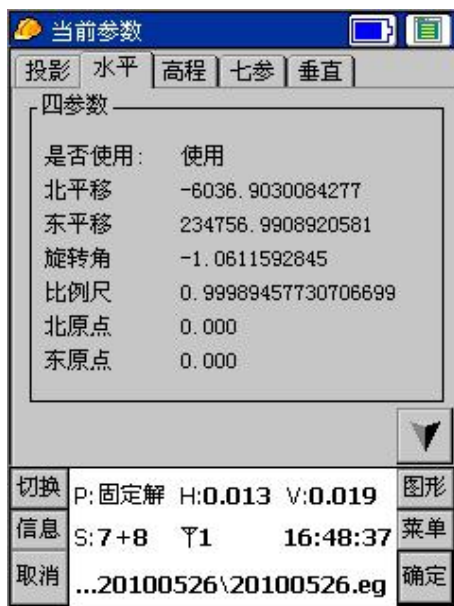 当前参数
投影 水平 高程 七参 垂直
四参数
是否使用: 使用
北平移 -6036.9030084277
东平移 234756.9908920581
旋转角 -1.0611592845
比例尺 0.99989457730706699
北原点 0.000
东原点 0.000
切换 P:固定解 H:0.013 V:0.019 图形
信息 S:7+8 1 16:48:37 菜单
取消 ...20100526\20100526.eg 确定